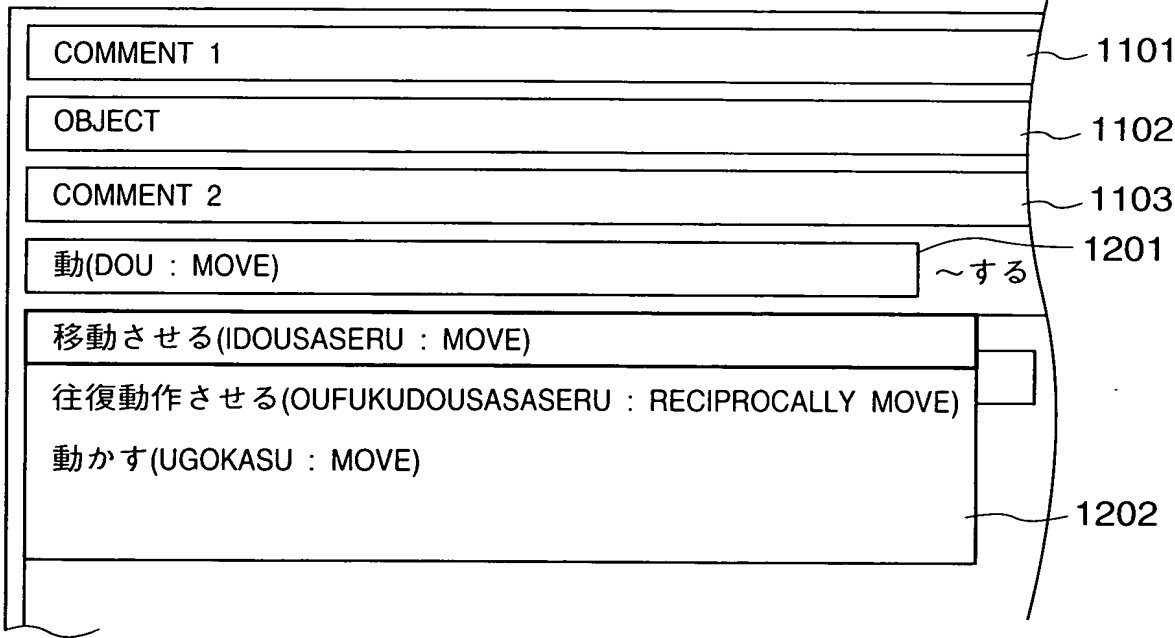 COMMENT 1
1101
OBJECT
1102
COMMENT 2
1103
1201
動(DOU : MOVE)
～する
移動させる(IDOUSASERU : MOVE)
往復動作させる(OUFUKUDOUSASASERU : RECIPROCALLY MOVE)
動かす(UGOKASU : MOVE)
1202